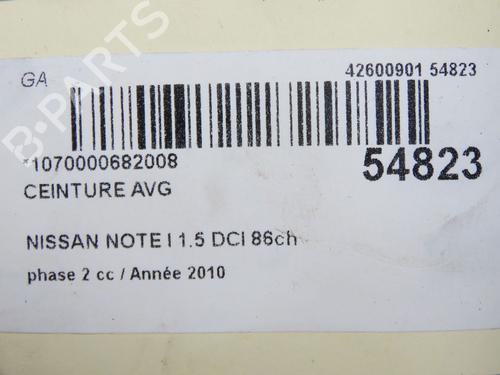 GA
42600901 54823
*1070000682008
54823
CEINTURE AVG
NISSAN NOTE I 1.5 DCI 86ch
phase 2 cc / Année 2010
B-PARTS